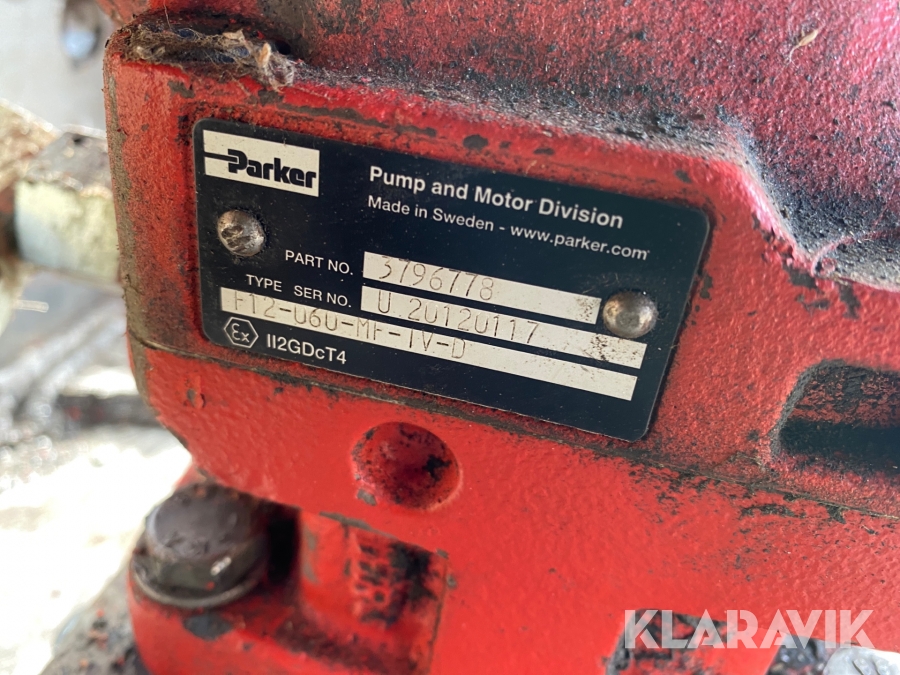 Parker
Pump and Motor Division
Made in Sweden - www.parker.com
PART NO. 3796778
TYPE SER NO. U 20120117
F12-060-MF-IV-D
Ex II2GDcT4
KLARAVIK